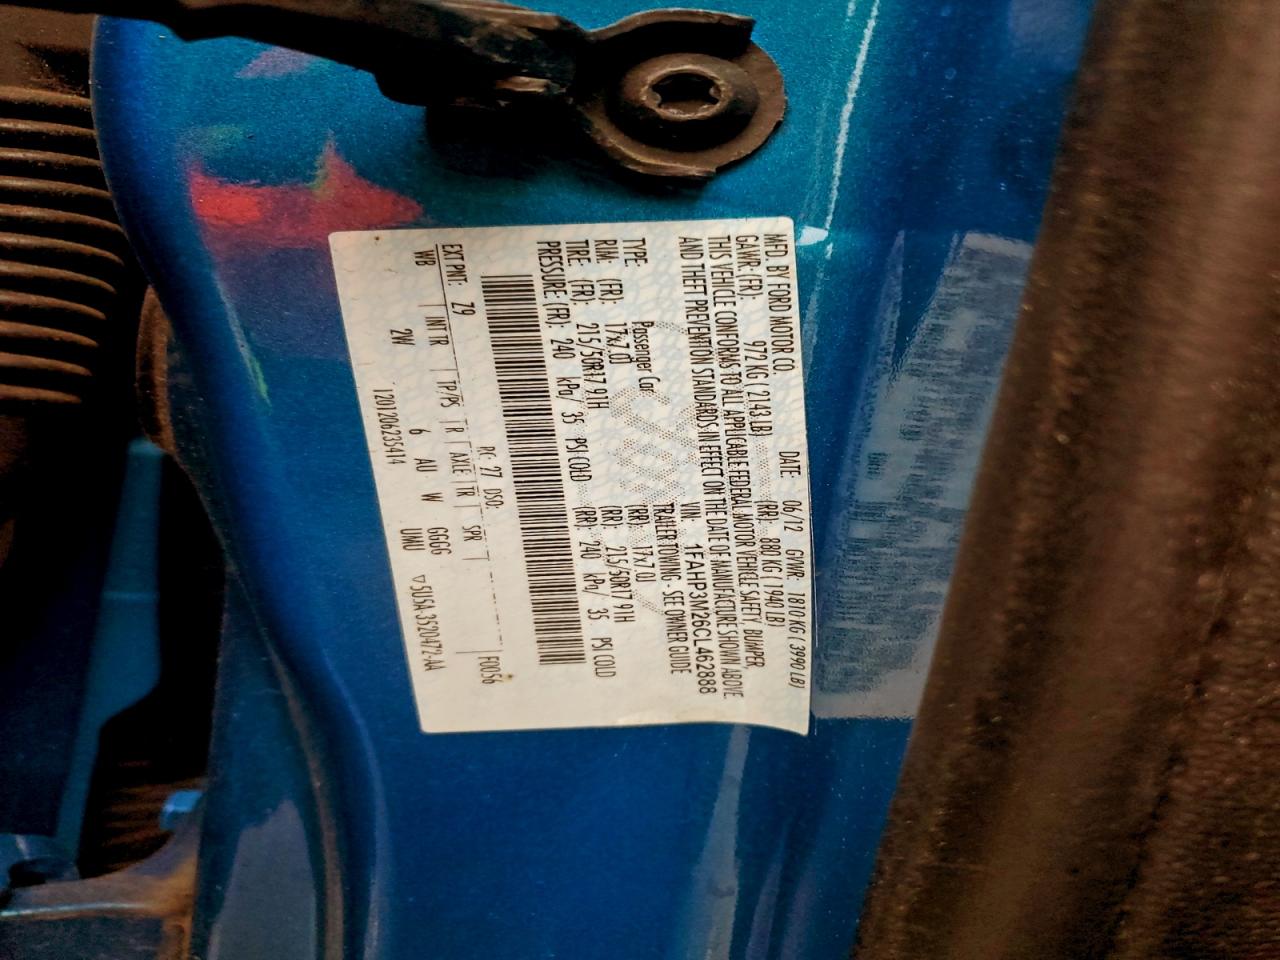 MFD. BY FORD MOTOR CO. DATE: 06/12 GVWR: 1810 KG ( 3990 LB)
GAWR: (FR): 972 KG ( 2143 LB) (RR): 880 KG ( 1940 LB)
THIS VEHICLE CONFORMS TO ALL APPLICABLE FEDERAL MOTOR VEHICLE SAFETY, BUMPER,
AND THEFT PREVENTION STANDARDS IN EFFECT ON THE DATE OF MANUFACTURE SHOWN ABOVE.
VIN: 1FAHP3M26CL462888
TYPE: Passenger Car TRAILER TOWING - SEE OWNER GUIDE
RIM: (FR): 17x7.0J (RR): 17x7.0J
TIRE: (FR): 215/50R17 91H (RR): 215/50R17 91H
PRESSURE: (FR): 240 kPa/ 35 PSI COLD (RR): 240 kPa/ 35 PSI COLD
RC: 27 DSO: F0056
EXT PNT: Z9
WB INT TR TP/PS R AXLE TR SPR
2W 6 AU W GGGG
UMU ▽5U5A-3520472-AA
1201206235414